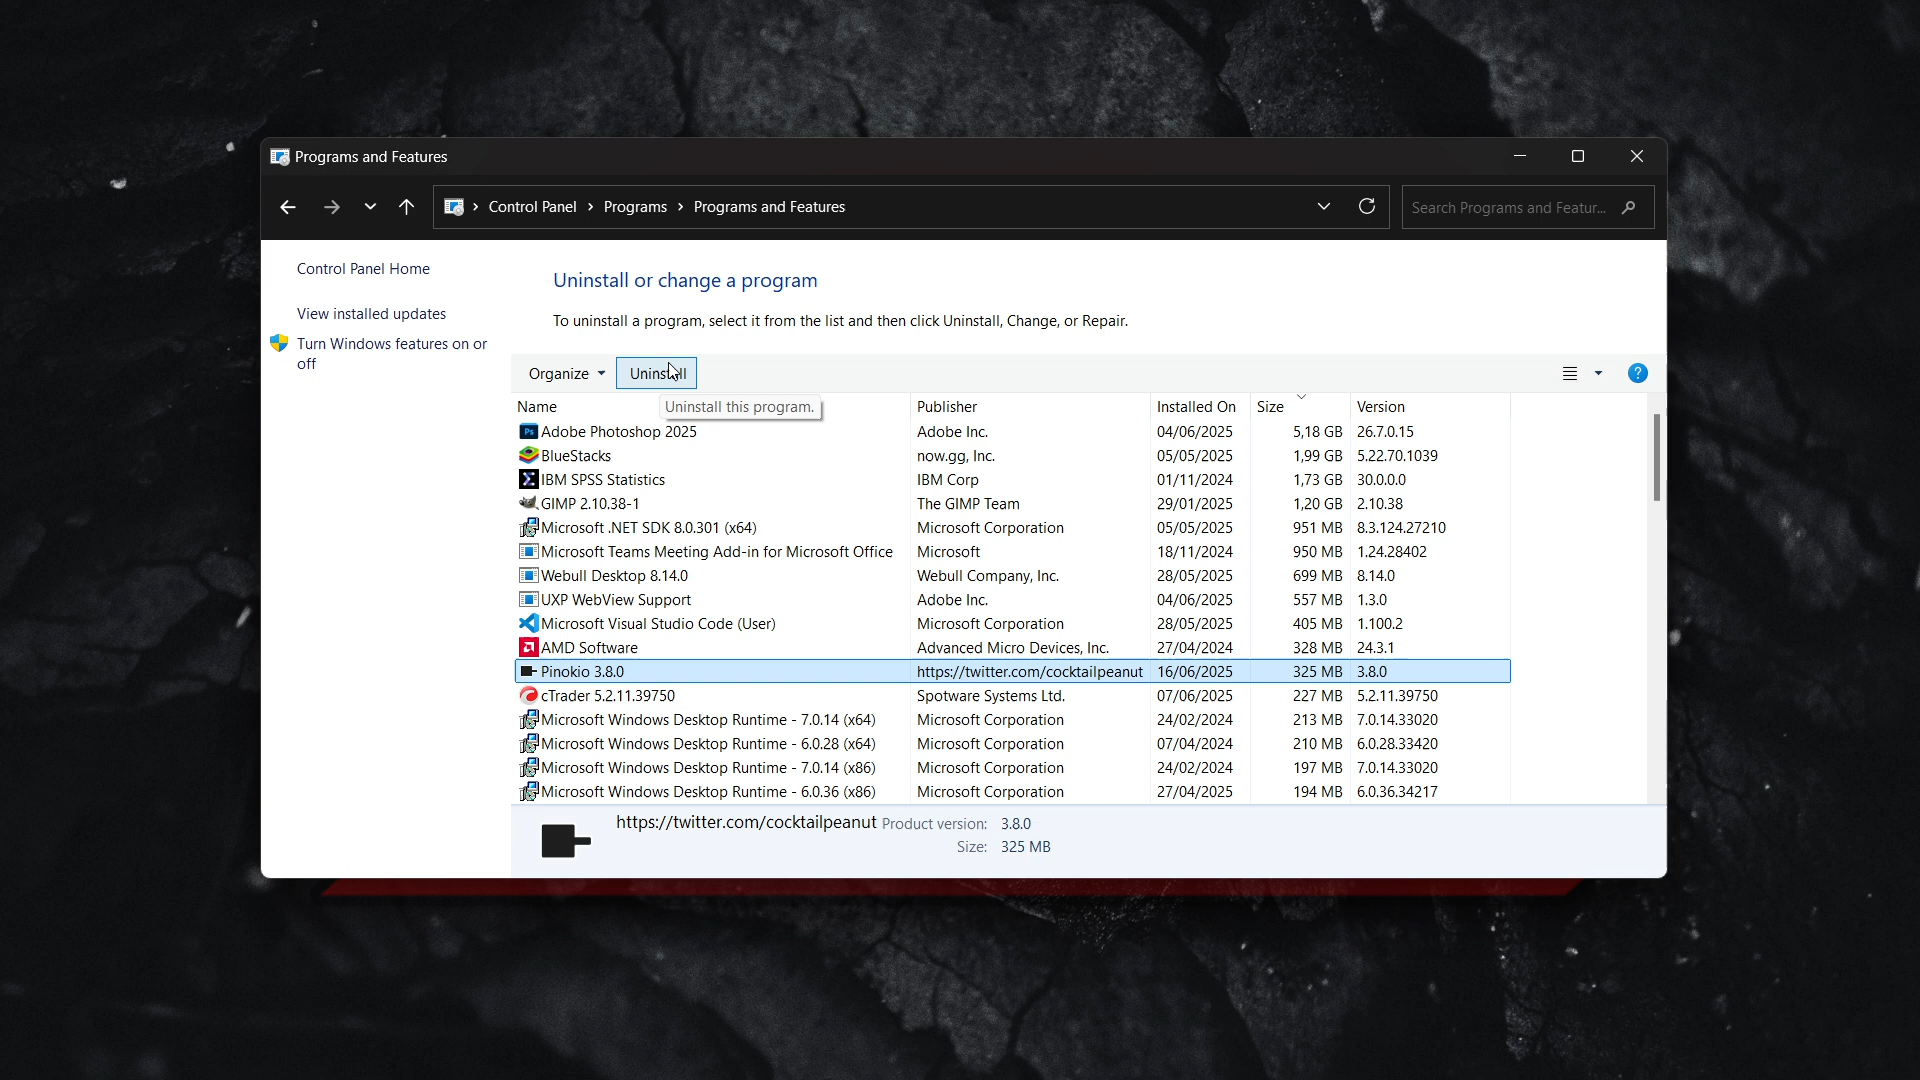 Programs and Features
Control Panel > Programs > Programs and Features
Search Programs and Featur...
Control Panel Home
View installed updates
Turn Windows features on or
off
Uninstall or change a program
To uninstall a program, select it from the list and then click Uninstall, Change, or Repair.
Organize Uninstall ?
Name Publisher Installed On Size Version
Uninstall this program.
Ps Adobe Photoshop 2025 Adobe Inc. 04/06/2025 5,18 GB 26.7.0.15
BlueStacks now.gg, Inc. 05/05/2025 1,99 GB 5.22.70.1039
IBM SPSS Statistics IBM Corp 01/11/2024 1,73 GB 30.0.0.0
GIMP 2.10.38-1 The GIMP Team 29/01/2025 1,20 GB 2.10.38
Microsoft .NET SDK 8.0.301 (x64) Microsoft Corporation 05/05/2025 951 MB 8.3.124.27210
Microsoft Teams Meeting Add-in for Microsoft Office Microsoft 18/11/2024 950 MB 1.24.28402
Webull Desktop 8.14.0 Webull Company, Inc. 28/05/2025 699 MB 8.14.0
UXP WebView Support Adobe Inc. 04/06/2025 557 MB 1.3.0
Microsoft Visual Studio Code (User) Microsoft Corporation 28/05/2025 405 MB 1.100.2
AMD Software Advanced Micro Devices, Inc. 27/04/2024 328 MB 24.3.1
Pinokio 3.8.0 https://twitter.com/cocktailpeanut 16/06/2025 325 MB 3.8.0
cTrader 5.2.11.39750 Spotware Systems Ltd. 07/06/2025 227 MB 5.2.11.39750
Microsoft Windows Desktop Runtime - 7.0.14 (x64) Microsoft Corporation 24/02/2024 213 MB 7.0.14.33020
Microsoft Windows Desktop Runtime - 6.0.28 (x64) Microsoft Corporation 07/04/2024 210 MB 6.0.28.33420
Microsoft Windows Desktop Runtime - 7.0.14 (x86) Microsoft Corporation 24/02/2024 197 MB 7.0.14.33020
Microsoft Windows Desktop Runtime - 6.0.36 (x86) Microsoft Corporation 27/04/2025 194 MB 6.0.36.34217
https://twitter.com/cocktailpeanut Product version: 3.8.0
Size: 325 MB